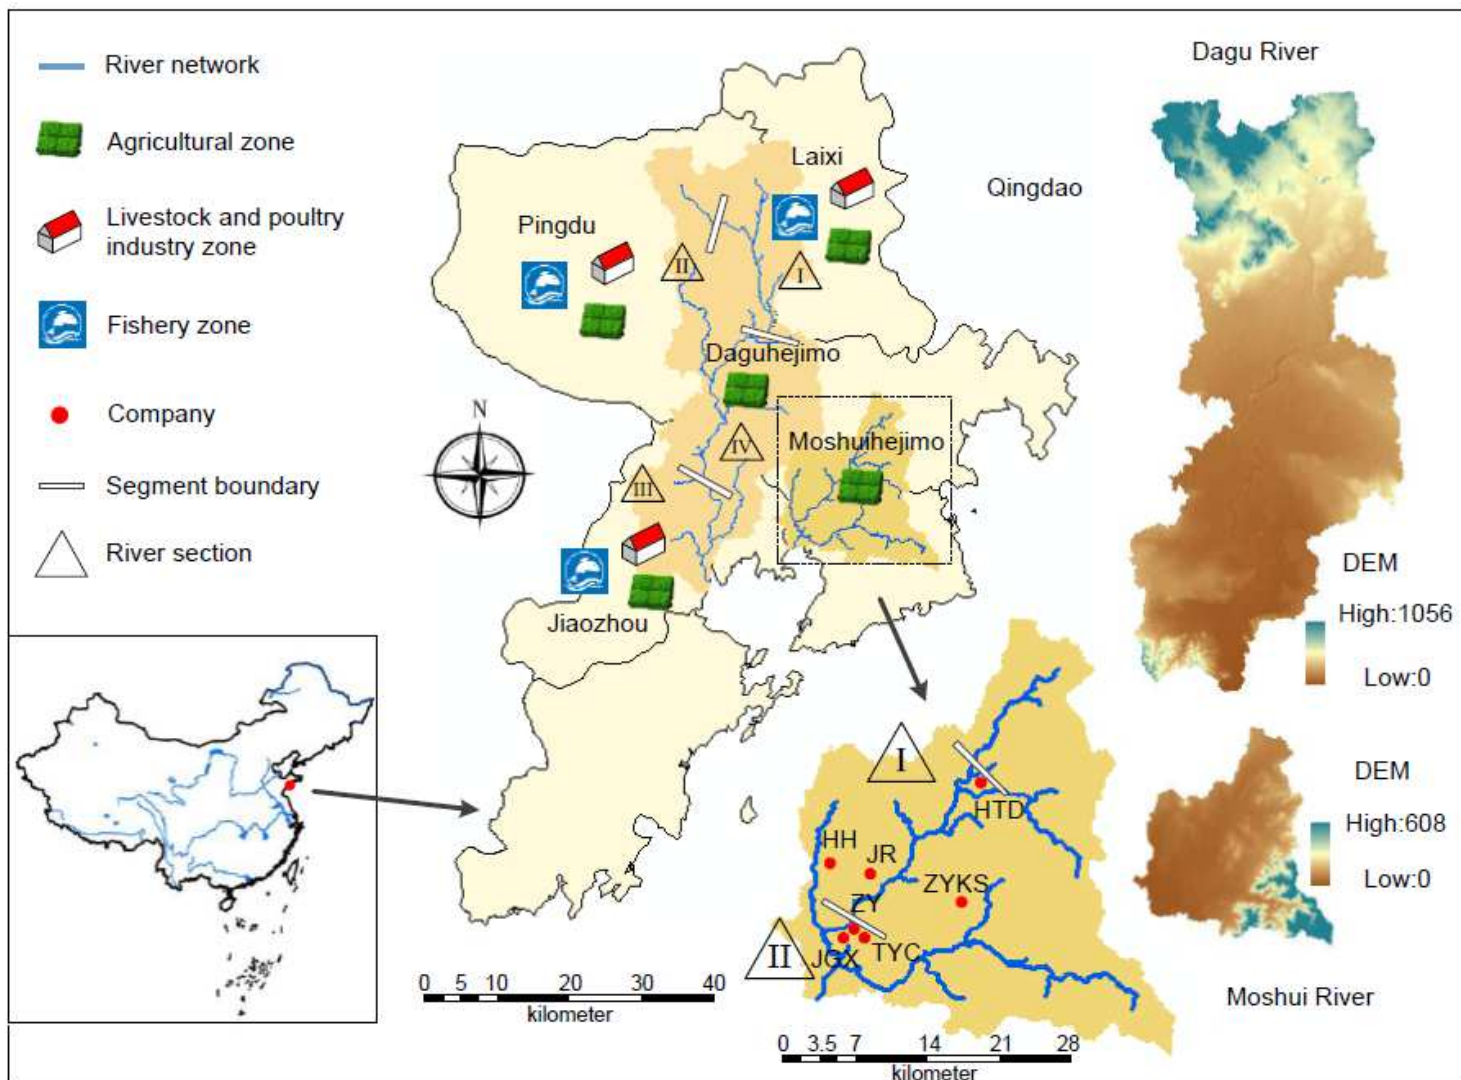 River network
Agricultural zone
Livestock and poultry
industry zone
Fishery zone
Company
Segment boundary
River section
N
Laixi
Qingdao
Pingdu
II
I
Daguhejimo
Moshuihejimo
IV
III
Jiaozhou
0 5 10 20 30 40
kilometer
I
HTD
HH
JR
ZYKS
ZY
II
JGX
TYC
0 3.5 7 14 21 28
kilometer
Dagu River
DEM
High:1056
Low:0
DEM
High:608
Low:0
Moshui River